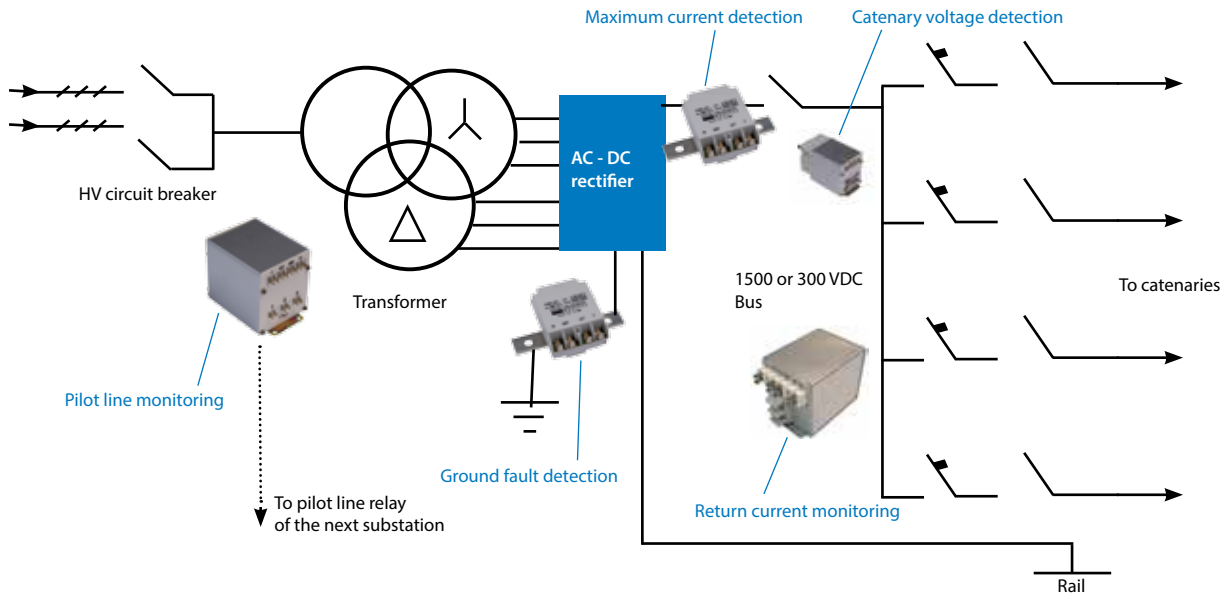 Maximum current detection
Catenary voltage detection
HV circuit breaker
AC - DC
rectifier
Transformer
1500 or 300 VDC
Bus
To catenaries
Pilot line monitoring
Ground fault detection
Return current monitoring
To pilot line relay
of the next substation
Rail